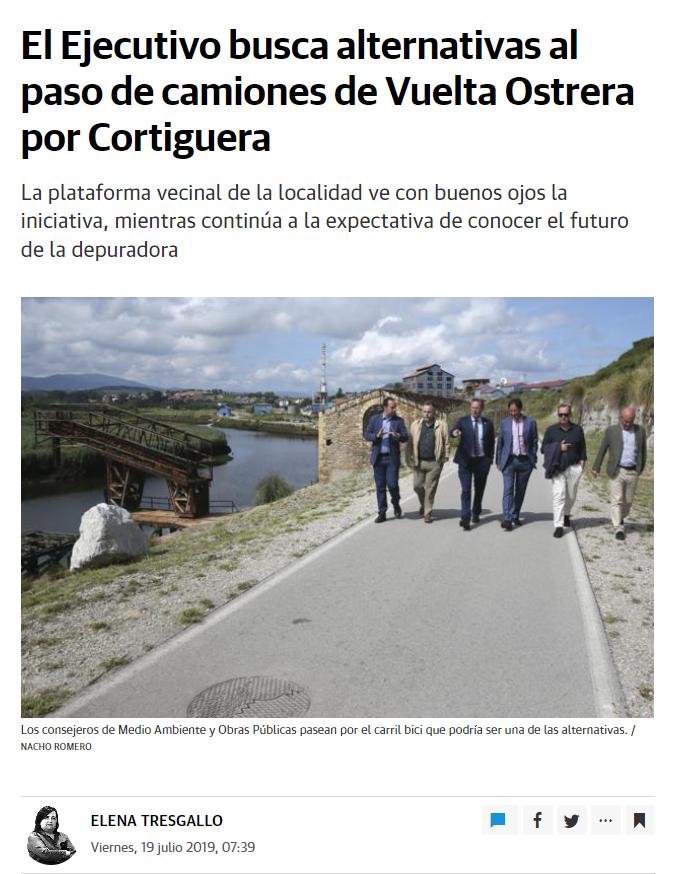 El Ejecutivo busca alternativas al
paso de camiones de Vuelta Ostrera
por Cortiguera
La plataforma vecinal de la localidad ve con buenos ojos la
iniciativa, mientras continúa a la expectativa de conocer el futuro
de la depuradora
Los consejeros de Medio Ambiente y Obras Públicas pasean por el carril bici que podría ser una de las alternativas. /
NACHO ROMERO
ELENA TRESGALLO
Viernes, 19 julio 2019, 07:39